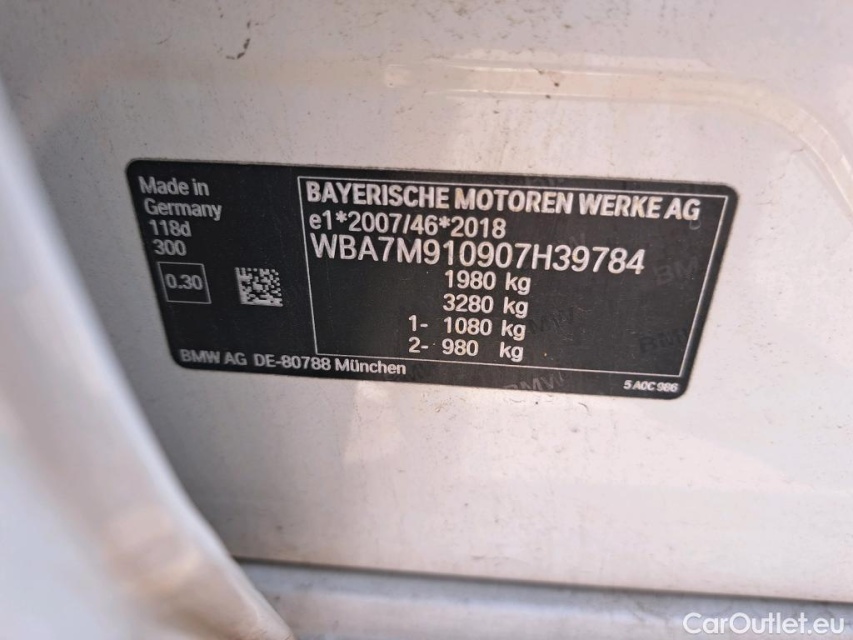 Made in
Germany
118d
300
0.30
BAYERISCHE MOTOREN WERKE AG
e1*2007/46*2018
WBA7M910907H39784
1980 kg
3280 kg
1- 1080 kg
2- 980 kg
BMW AG DE-80788 München
5 A0C 986
CarOutlet.eu